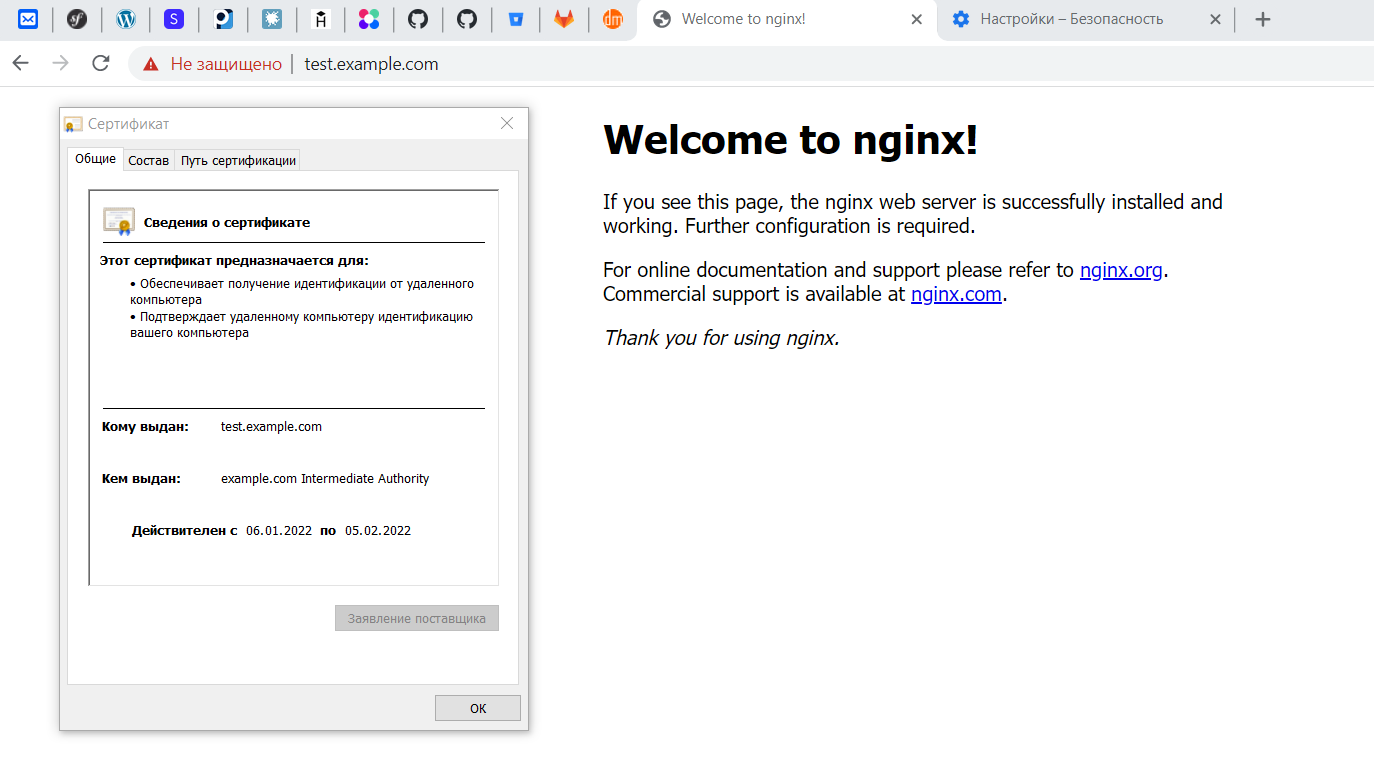 S
dm
Welcome to nginx!
Настройки – Безопасность
Не защищено
test.example.com
Сертификат
Общие
Состав
Путь сертификации
Сведения о сертификате
Этот сертификат предназначается для:
• Обеспечивает получение идентификации от удаленного
компьютера
• Подтверждает удаленному компьютеру идентификацию
вашего компьютера
Кому выдан: test.example.com
Кем выдан: example.com Intermediate Authority
Действителен с 06.01.2022 по 05.02.2022
Заявление поставщика
ОК
Welcome to nginx!
If you see this page, the nginx web server is successfully installed and
working. Further configuration is required.
For online documentation and support please refer to nginx.org.
Commercial support is available at nginx.com.
Thank you for using nginx.